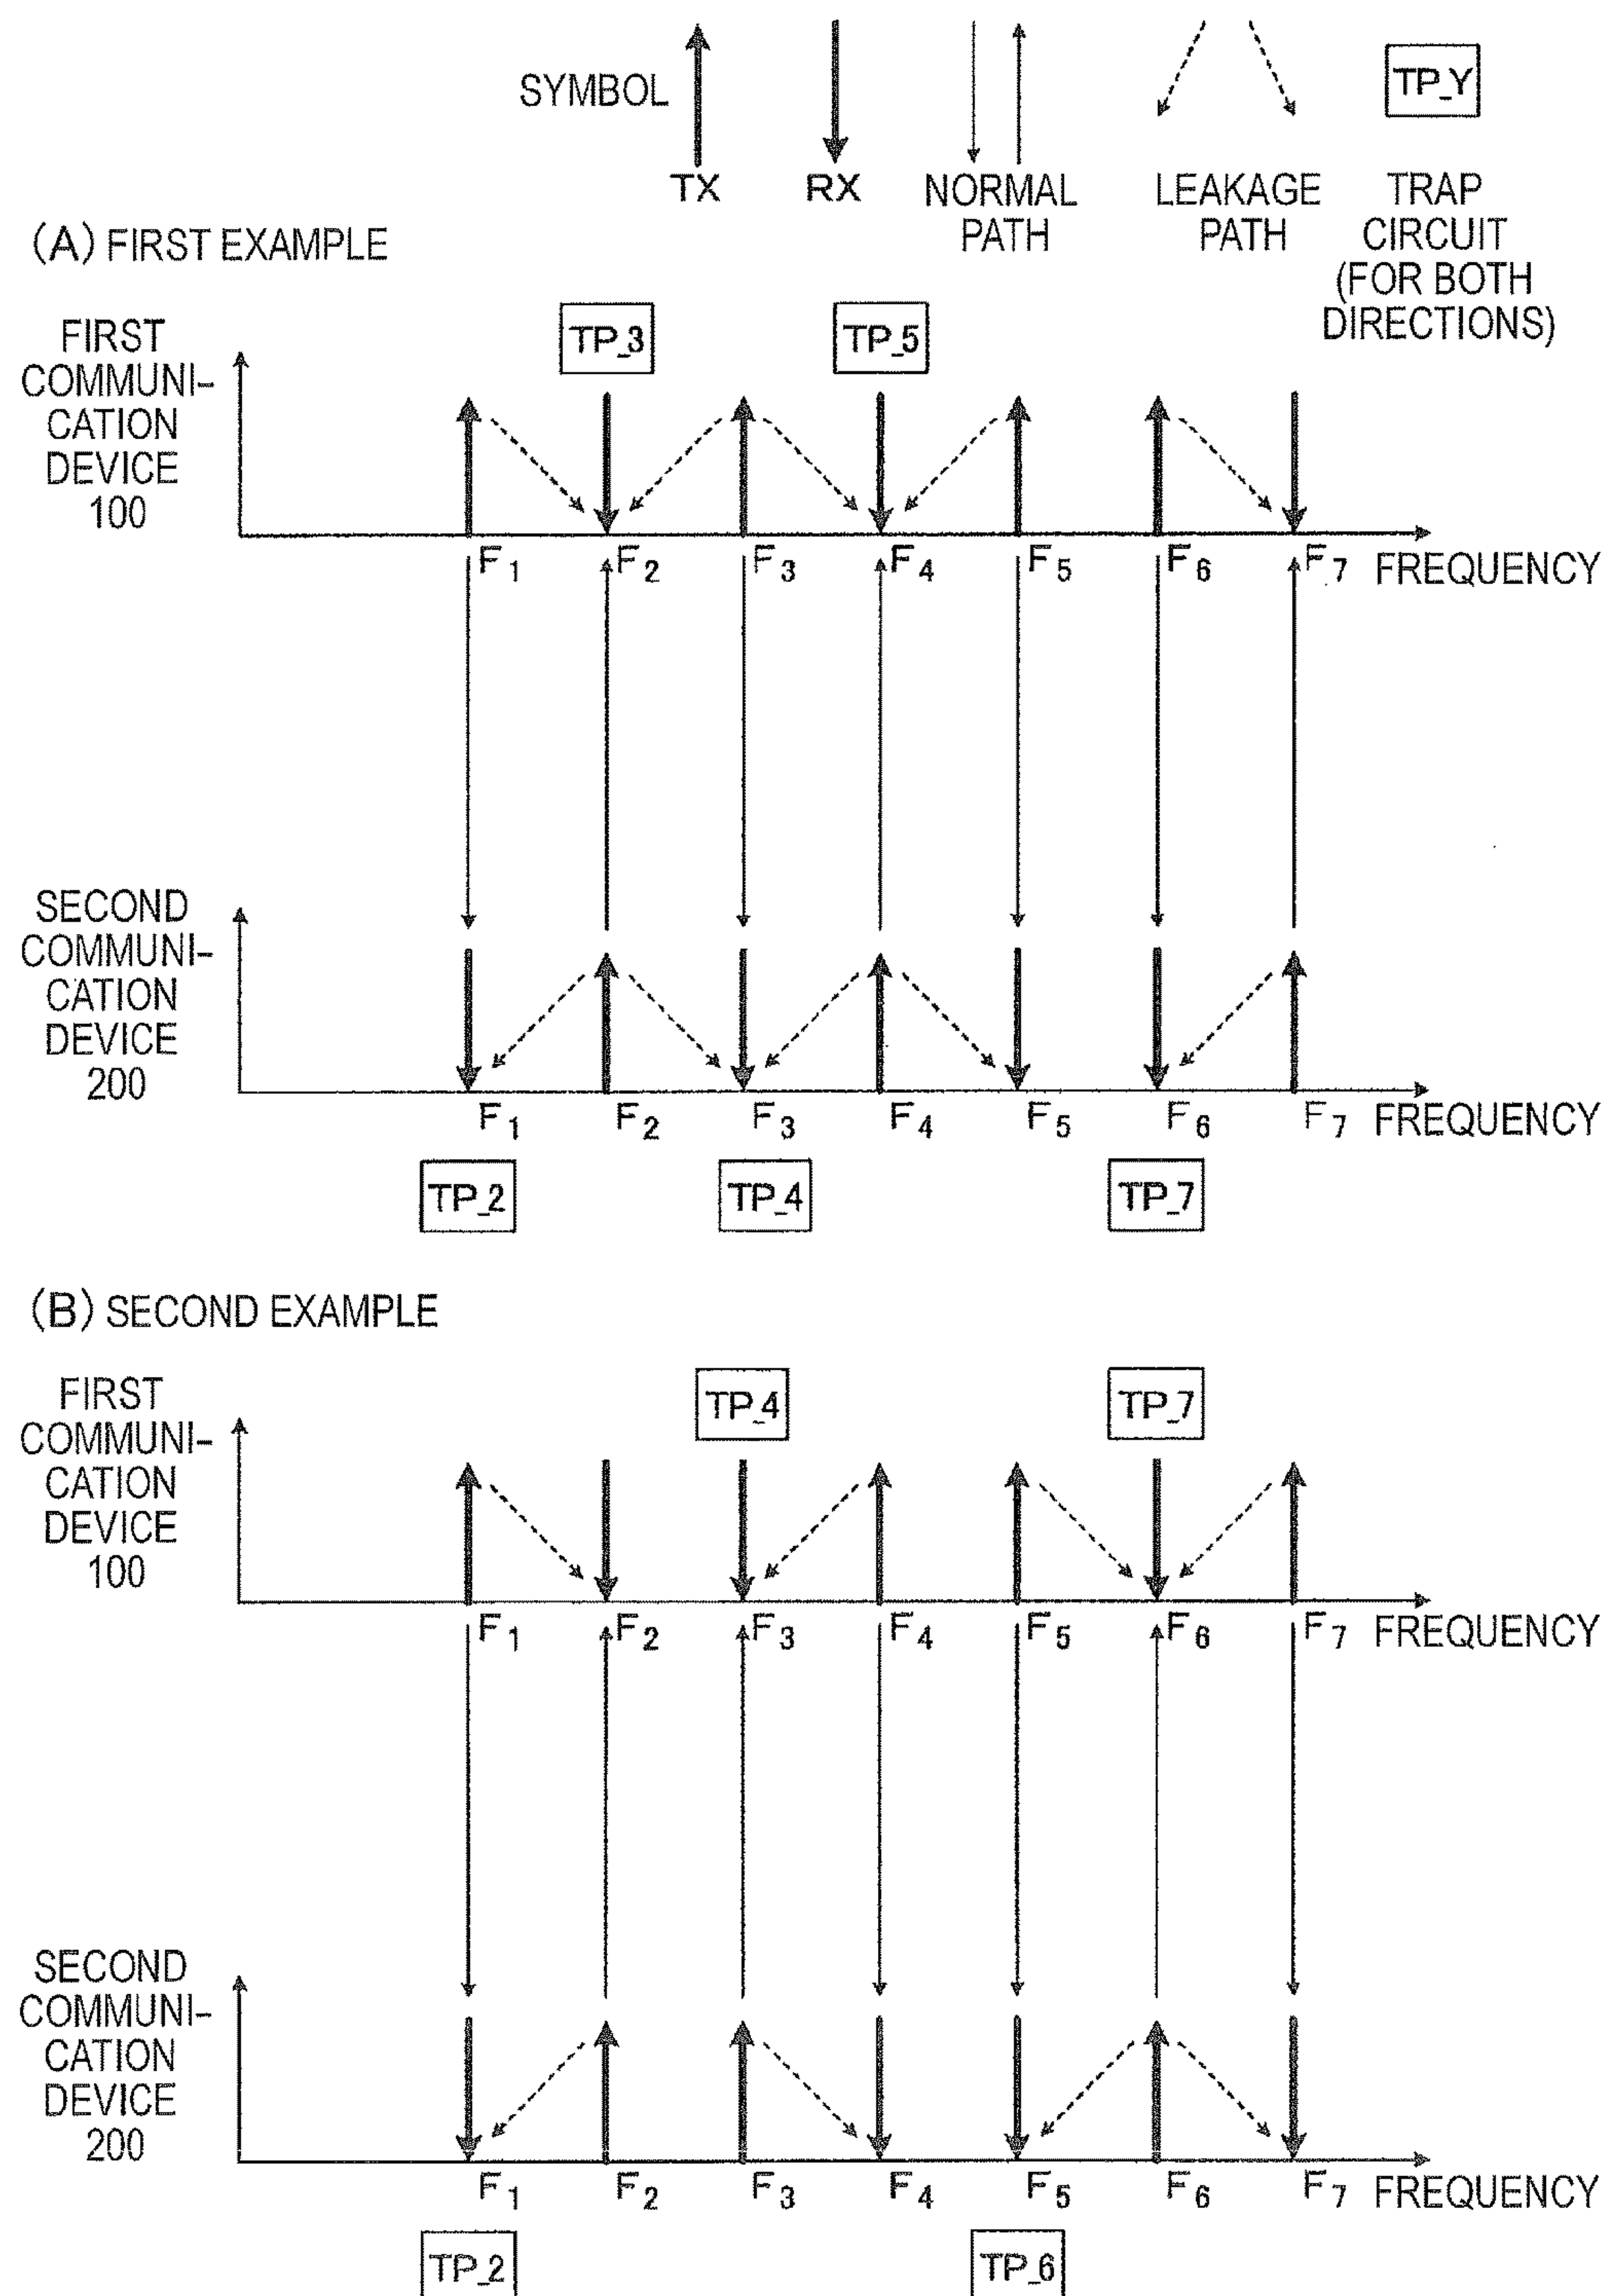 SYMBOL
TX
RX
NORMAL
PATH
LEAKAGE
PATH
TP_Y
TRAP
CIRCUIT
(FOR BOTH
DIRECTIONS)
(A) FIRST EXAMPLE
FIRST
COMMUNI-
CATION
DEVICE
100
TP_3
TP_5
F1 F2 F3 F4 F5 F6 F7 FREQUENCY
SECOND
COMMUNI-
CATION
DEVICE
200
F1 F2 F3 F4 F5 F6 F7 FREQUENCY
TP_2 TP_4 TP_7
(B) SECOND EXAMPLE
FIRST
COMMUNI-
CATION
DEVICE
100
TP_4
TP_7
F1 F2 F3 F4 F5 F6 F7 FREQUENCY
SECOND
COMMUNI-
CATION
DEVICE
200
F1 F2 F3 F4 F5 F6 F7 FREQUENCY
TP_2 TP_6